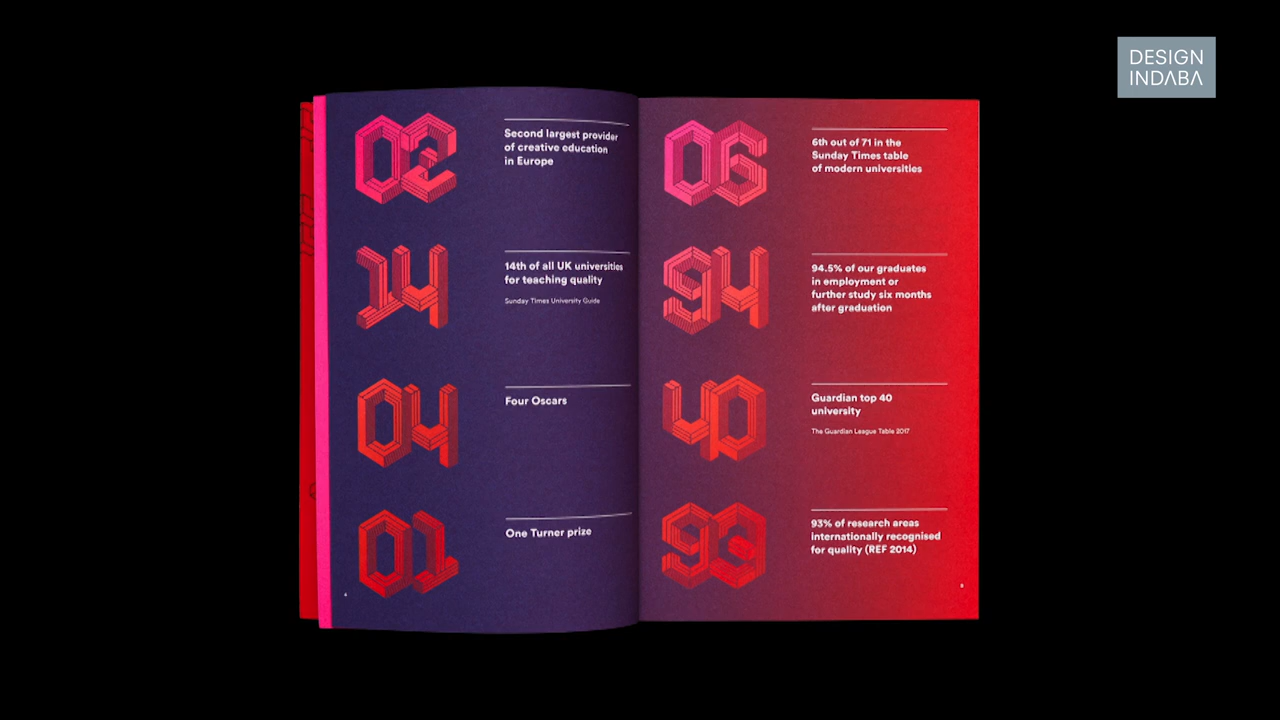 DESIGN
INDABA
02
Second largest provider
of creative education
in Europe
14
14th of all UK universities
for teaching quality
Sunday Times University Guide
04
Four Oscars
01
One Turner prize
06
6th out of 71 in the
Sunday Times table
of modern universities
94
94.5% of our graduates
in employment or
further study six months
after graduation
40
Guardian top 40
university
The Guardian League Table 2017
93
93% of research areas
internationally recognised
for quality (REF 2014)